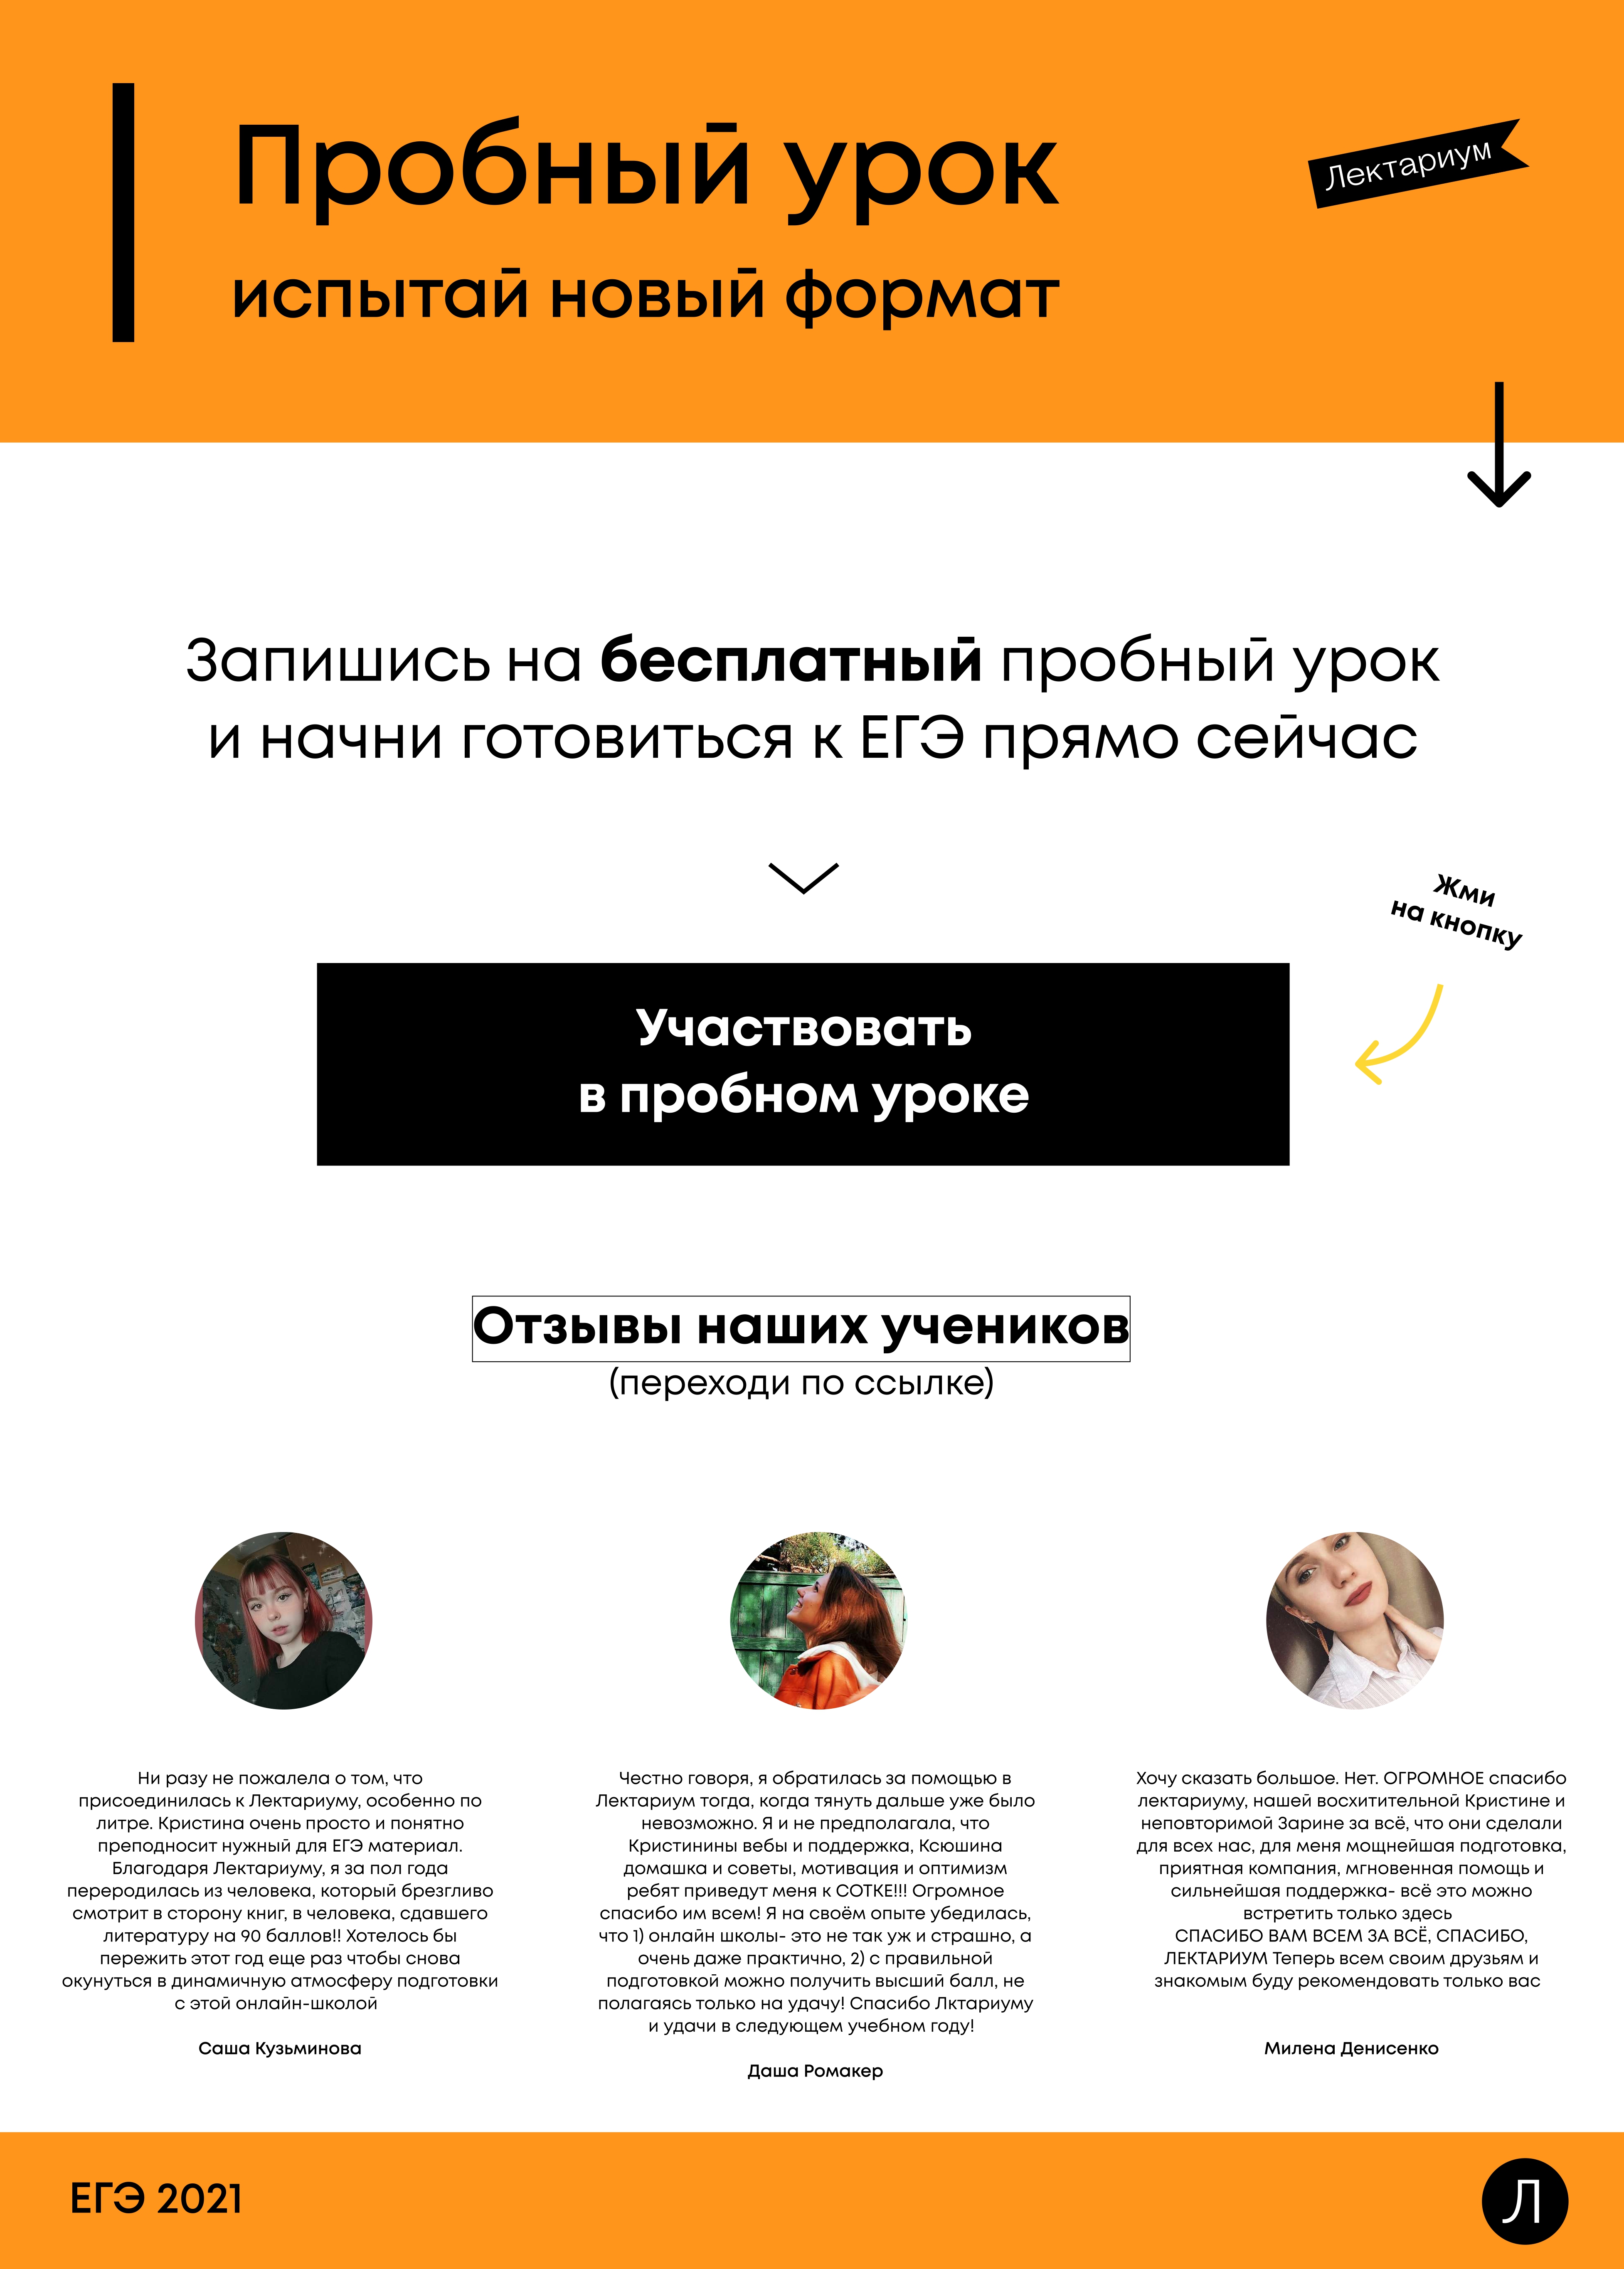 Пробный урок
Лектариум
испытай новый формат
Запишись на бесплатный пробный урок
и начни готовиться к ЕГЭ прямо сейчас
Жми
на кнопку
Участвовать
в пробном уроке
Отзывы наших учеников
(переходи по ссылке)
Ни разу не пожалела о том, что
присоединилась к Лектариуму, особенно по
литре. Кристина очень просто и понятно
преподносит нужный для ЕГЭ материал.
Благодаря Лектариуму, я за пол года
переродилась из человека, который брезгливо
смотрит в сторону книг, в человека, сдавшего
литературу на 90 баллов!! Хотелось бы
пережить этот год еще раз чтобы снова
окунуться в динамичную атмосферу подготовки
с этой онлайн-школой
Саша Кузьминова
Честно говоря, я обратилась за помощью в
Лектариум тогда, когда тянуть дальше уже было
невозможно. Я и не предполагала, что
Кристинины вебы и поддержка, Ксюшина
домашка и советы, мотивация и оптимизм
ребят приведут меня к СОТКЕ!!! Огромное
спасибо им всем! Я на своём опыте убедилась,
что 1) онлайн школы- это не так уж и страшно, а
очень даже практично, 2) с правильной
подготовкой можно получить высший балл, не
полагаясь только на удачу! Спасибо Лктариуму
и удачи в следующем учебном году!
Даша Ромакер
Хочу сказать большое. Нет. ОГРОМНОЕ спасибо
лектариуму, нашей восхитительной Кристине и
неповторимой Зарине за всё, что они сделали
для всех нас, для меня мощнейшая подготовка,
приятная компания, мгновенная помощь и
сильнейшая поддержка- всё это можно
встретить только здесь
СПАСИБО ВАМ ВСЕМ ЗА ВСЁ, СПАСИБО,
ЛЕКТАРИУМ Теперь всем своим друзьям и
знакомым буду рекомендовать только вас
Милена Денисенко
ЕГЭ 2021
Л